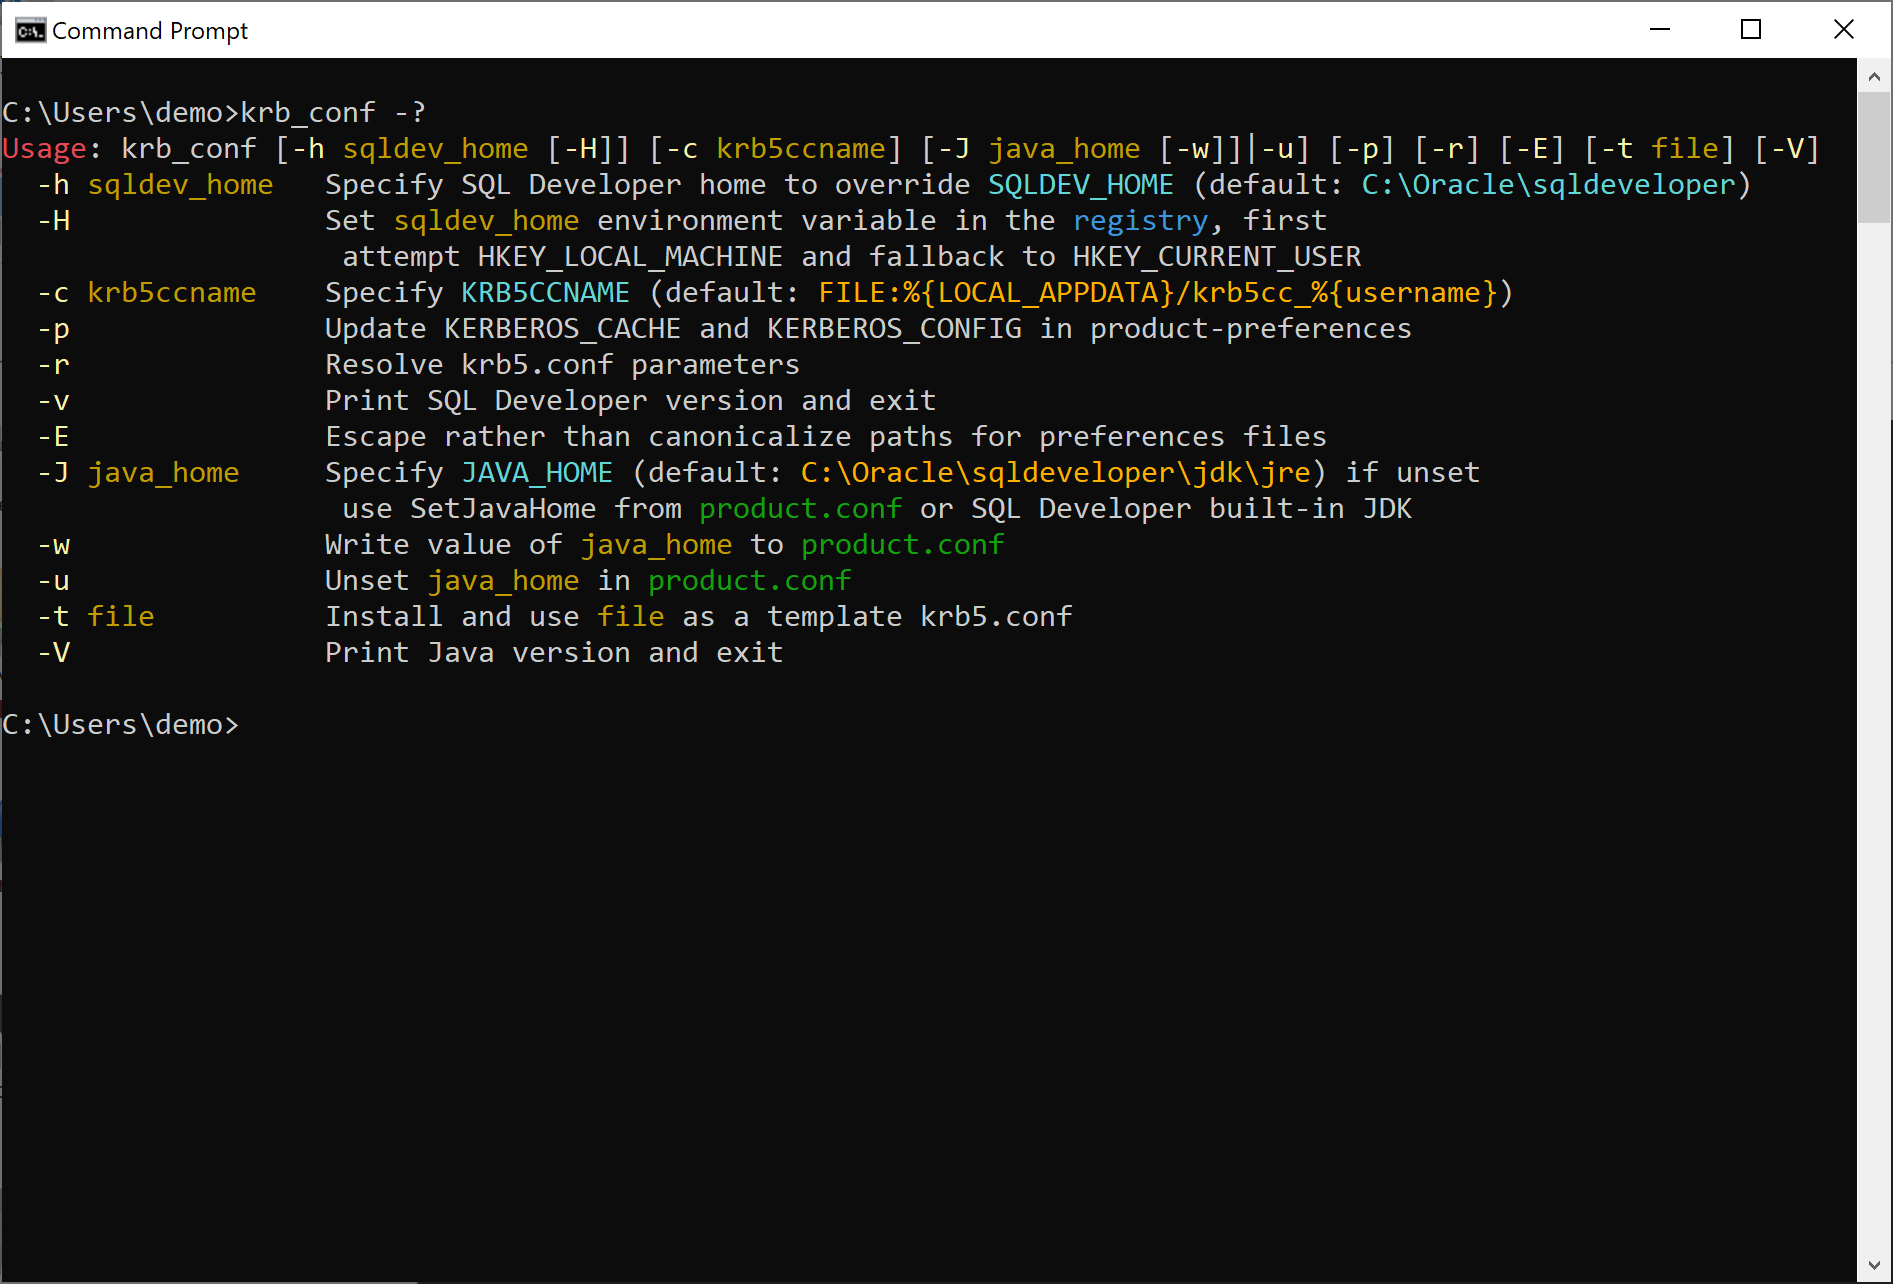 Command Prompt
C:\Users\demo>krb_conf -?
Usage: krb_conf [-h sqldev_home [-H]] [-c krb5ccname] [-J java_home [-w]]|-u] [-p] [-r] [-E] [-t file] [-V]
  -h sqldev_home   Specify SQL Developer home to override SQLDEV_HOME (default: C:\Oracle\sqldeveloper)
  -H               Set sqldev_home environment variable in the registry, first
                    attempt HKEY_LOCAL_MACHINE and fallback to HKEY_CURRENT_USER
  -c krb5ccname    Specify KRB5CCNAME (default: FILE:%{LOCAL_APPDATA}/krb5cc_%{username})
  -p               Update KERBEROS_CACHE and KERBEROS_CONFIG in product-preferences
  -r               Resolve krb5.conf parameters
  -v               Print SQL Developer version and exit
  -E               Escape rather than canonicalize paths for preferences files
  -J java_home     Specify JAVA_HOME (default: C:\Oracle\sqldeveloper\jdk\jre) if unset
                    use SetJavaHome from product.conf or SQL Developer built-in JDK
  -w               Write value of java_home to product.conf
  -u               Unset java_home in product.conf
  -t file          Install and use file as a template krb5.conf
  -V               Print Java version and exit
C:\Users\demo>